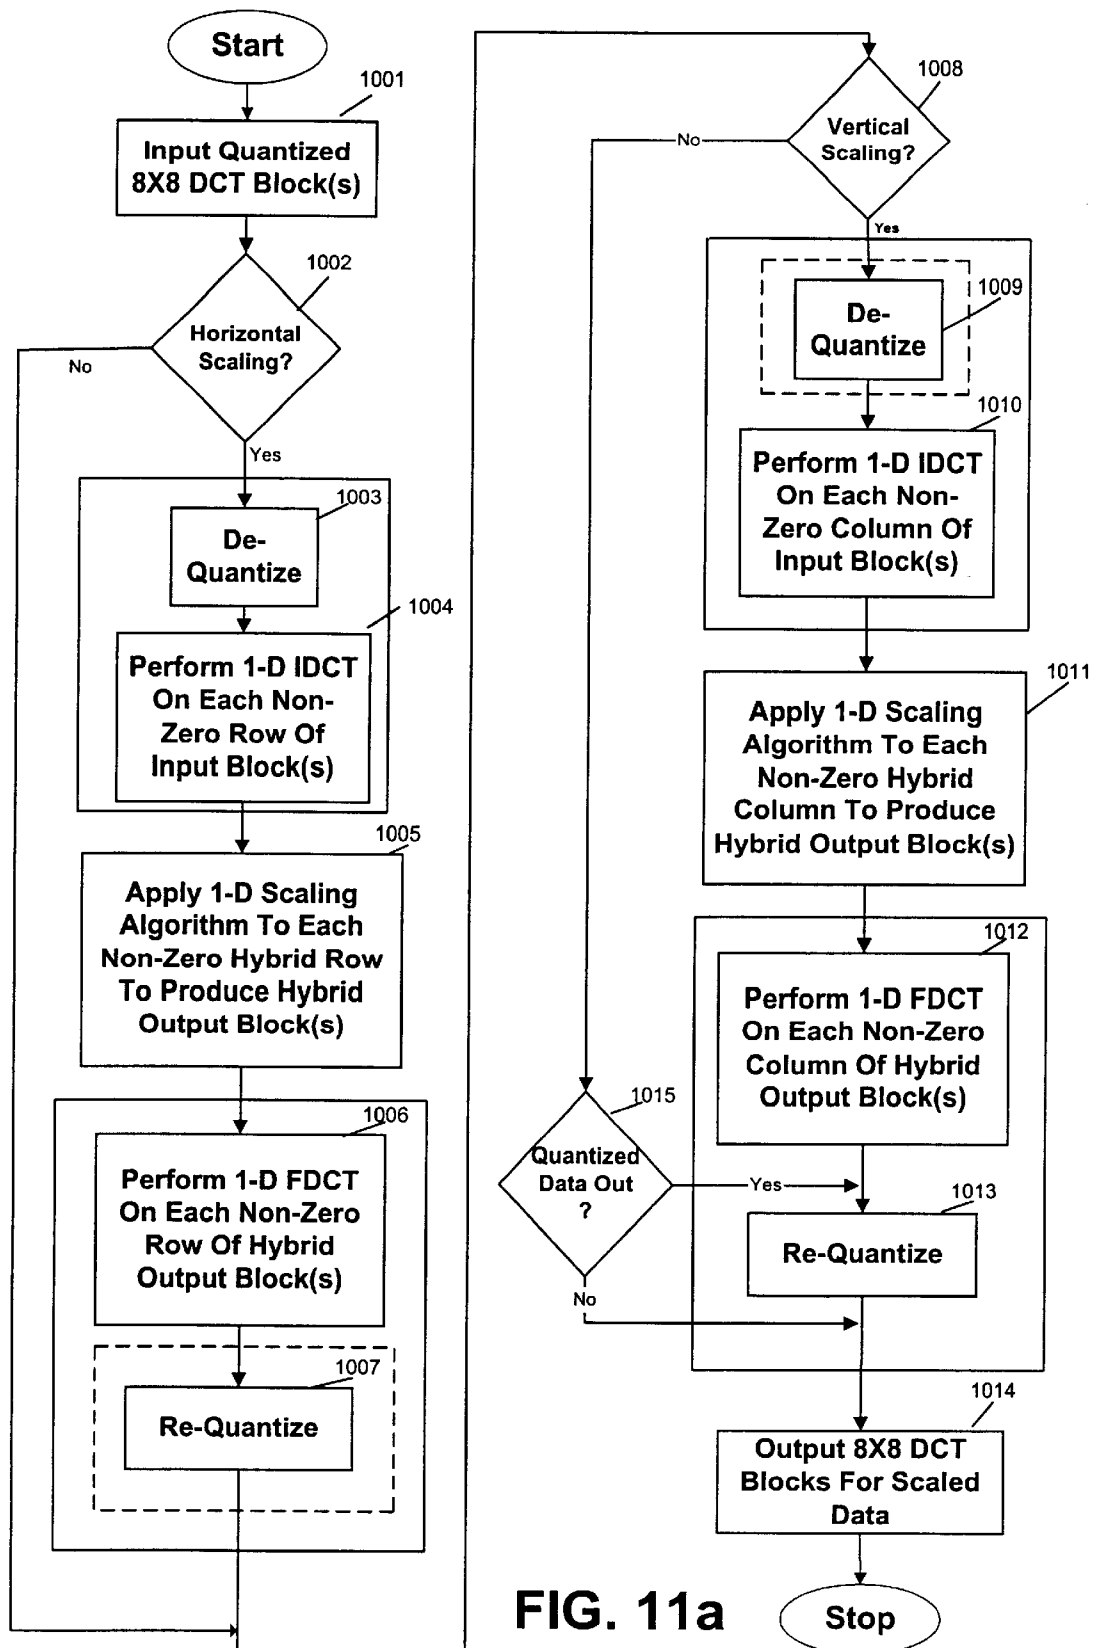 Start
1001
Input Quantized
8X8 DCT Block(s)
1002
Horizontal
Scaling?
No
Yes
1003
De-
Quantize
1004
Perform 1-D IDCT
On Each Non-
Zero Row Of
Input Block(s)
1005
Apply 1-D Scaling
Algorithm To Each
Non-Zero Hybrid Row
To Produce Hybrid
Output Block(s)
1006
Perform 1-D FDCT
On Each Non-Zero
Row Of Hybrid
Output Block(s)
1007
Re-Quantize
1008
Vertical
Scaling?
No
Yes
1009
De-
Quantize
1010
Perform 1-D IDCT
On Each Non-
Zero Column Of
Input Block(s)
1011
Apply 1-D Scaling
Algorithm To Each
Non-Zero Hybrid
Column To Produce
Hybrid Output Block(s)
1012
Perform 1-D FDCT
On Each Non-Zero
Column Of Hybrid
Output Block(s)
1015
Quantized
Data Out
?
Yes
No
1013
Re-Quantize
1014
Output 8X8 DCT
Blocks For Scaled
Data
Stop
FIG. 11a